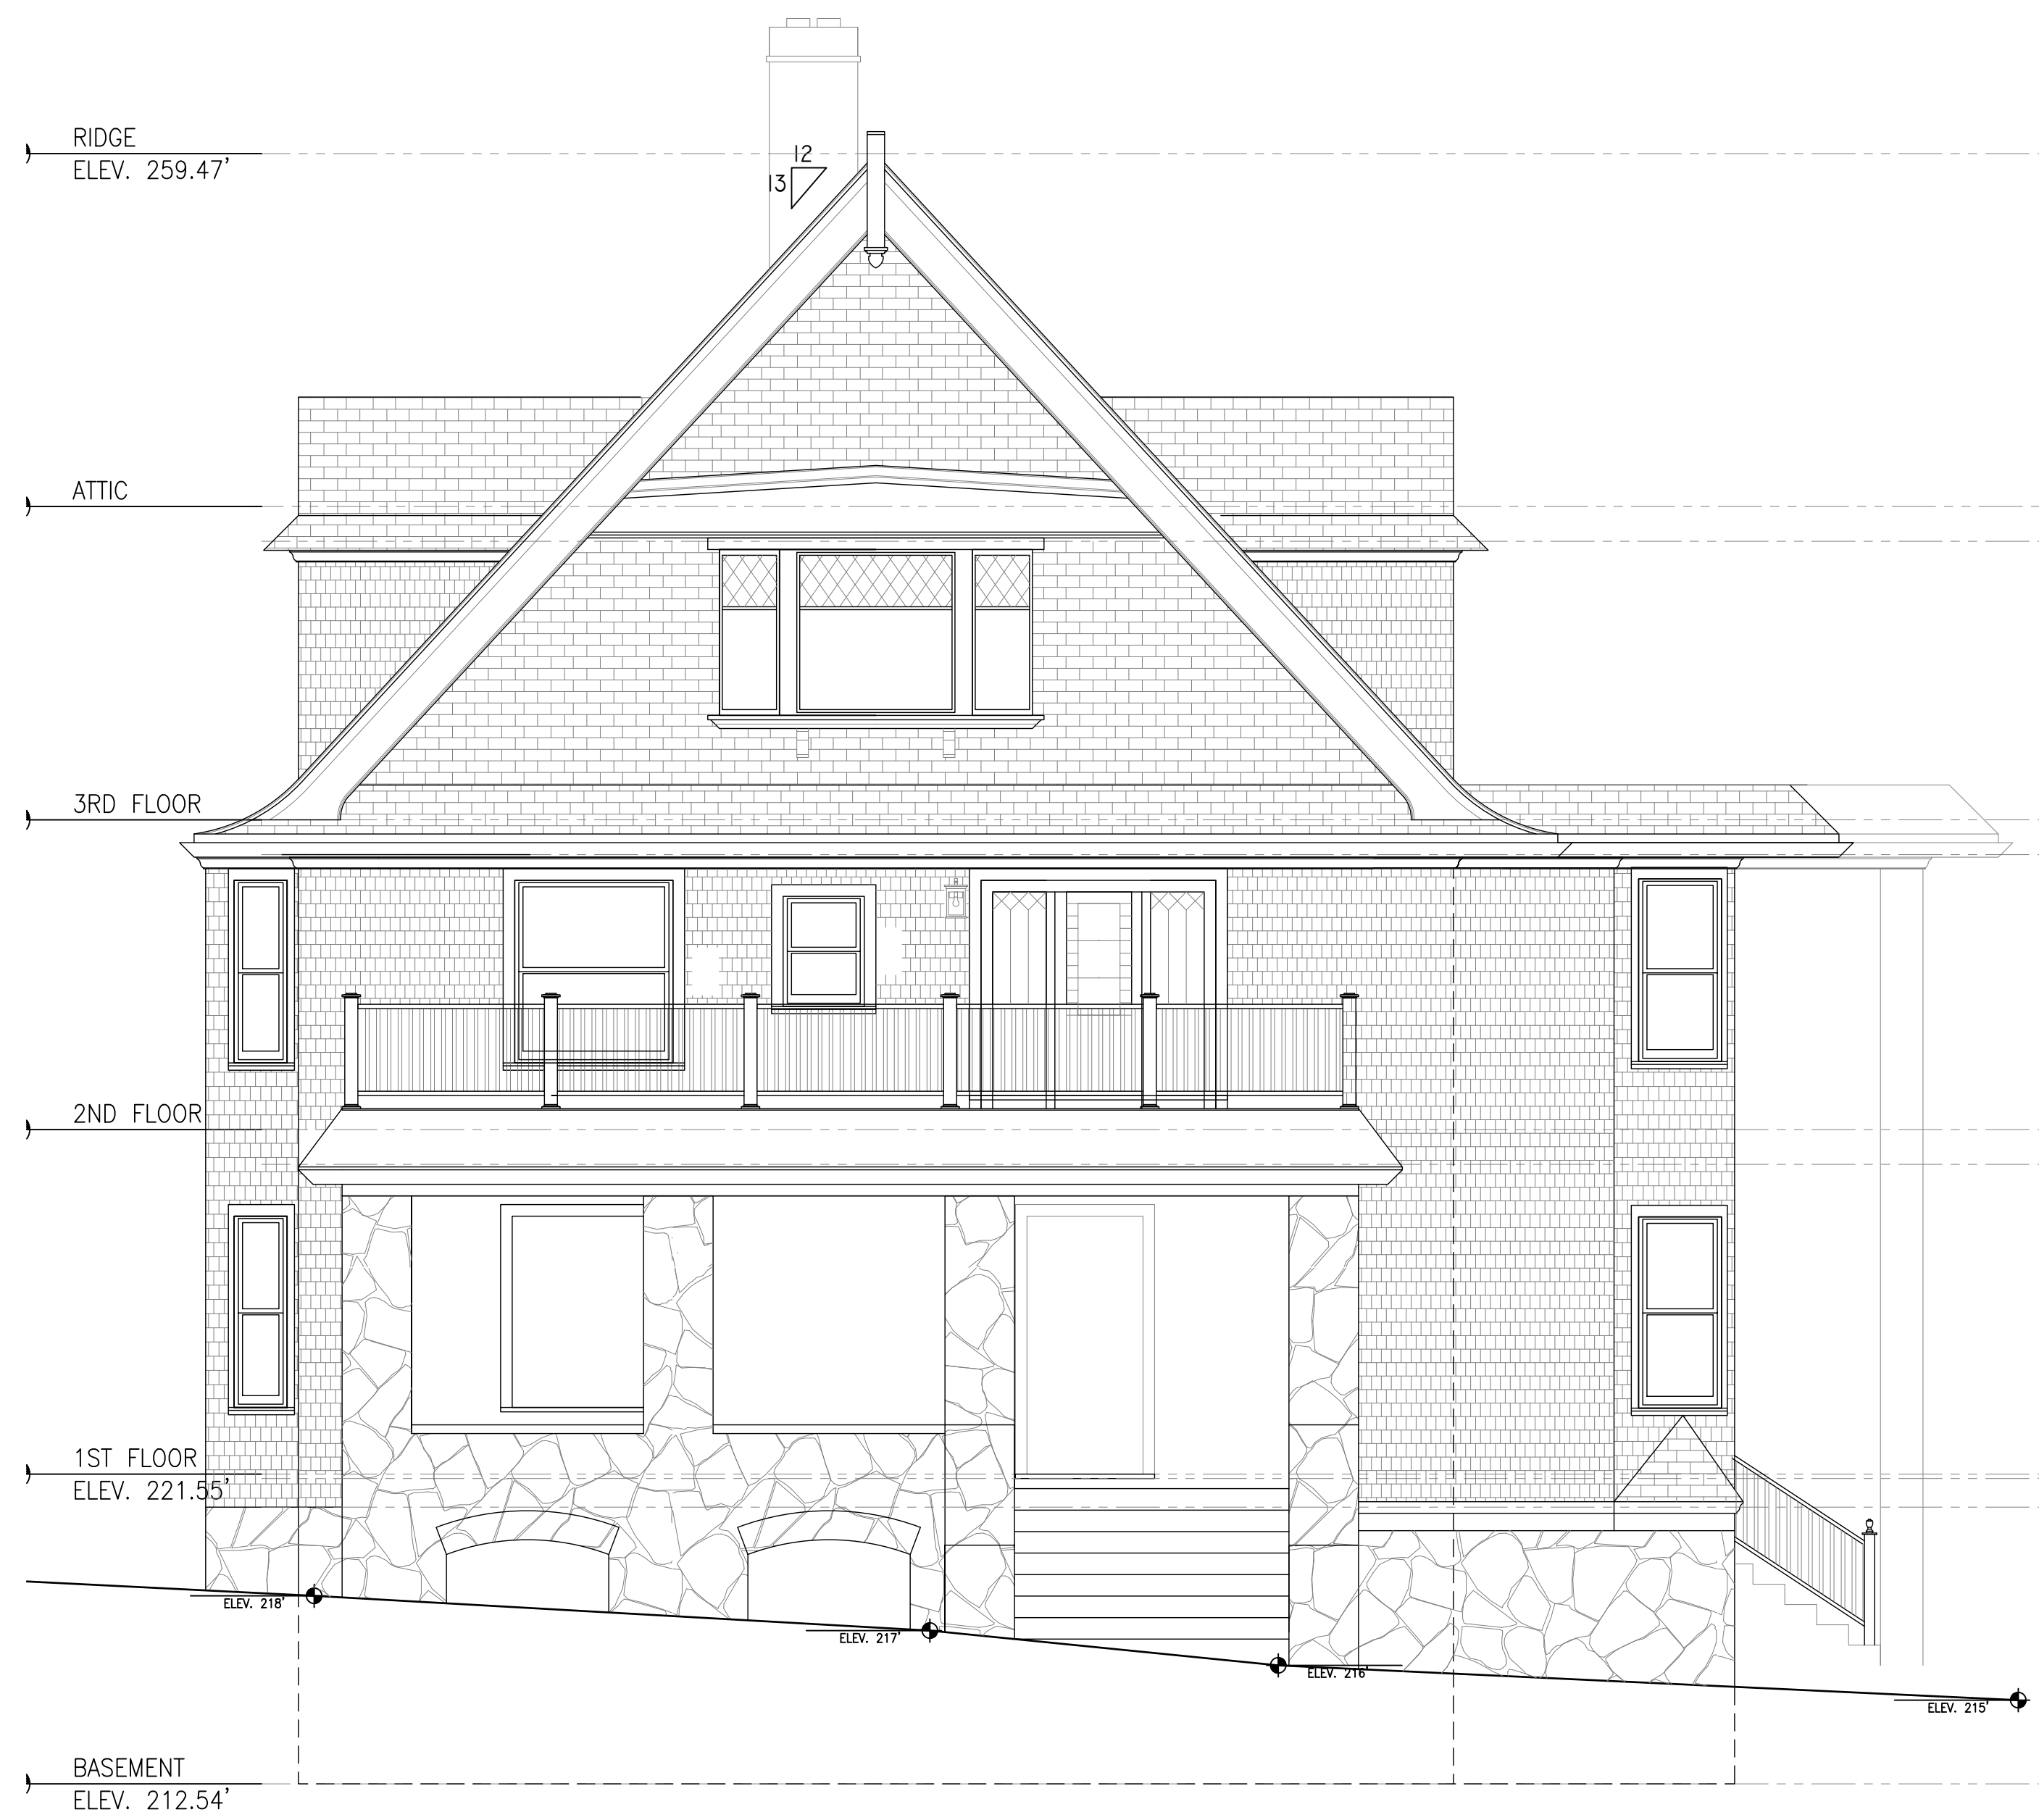 RIDGE
ELEV. 259.47'
12
13
ATTIC
3RD FLOOR
2ND FLOOR
1ST FLOOR
ELEV. 221.55'
ELEV. 218'
ELEV. 217'
ELEV. 216'
ELEV. 215'
BASEMENT
ELEV. 212.54'